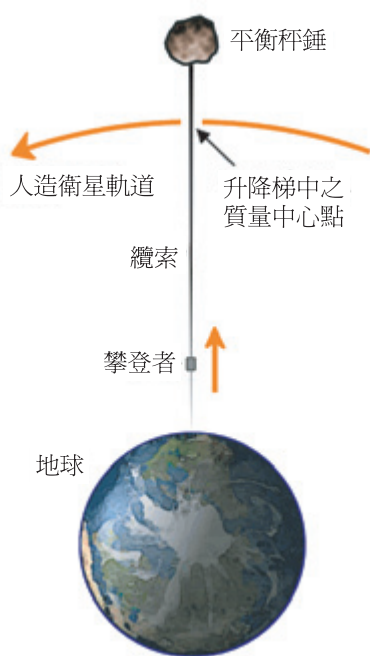 平衡秤錘
人造衛星軌道
升降梯中之
質量中心點
纜索
攀登者
地球